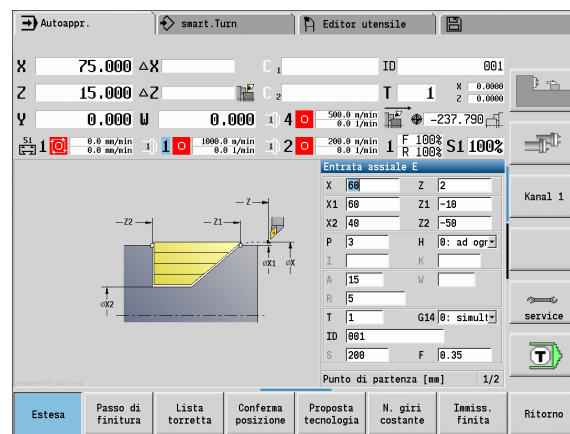 Autoappr. smart.Turn Editor utensile
X 75.000 △X C 1 ID 001
Z 15.000 △Z C 2 T 1 X 0.0000
Z 0.0000
Y 0.000 W 0.000 4 500.0 m/min
0.0 1/min -237.790
S1 1 0.0 mm/min
0.0 mm/min 1 1000.0 m/min
0.0 1/min 2 200.0 m/min
0.0 1/min 1 F 100%
R 100% S1 100%
Entrata assiale E
X 60 Z 2
X1 60 Z1 -10
X2 40 Z2 -50
P 3 H 0: ad ogr
I K
A 15 W
R 5
T 1 G14 0: simult
ID 001
S 200 F 0.35
Punto di partenza [mm] 1/2
Z
Z2 Z1
øX1 øX
øX2
Kanal 1
service
T
Estesa
Passo di
finitura
Lista
torretta
Conferma
posizione
Proposta
tecnologia
N. giri
costante
Immiss.
finita
Ritorno